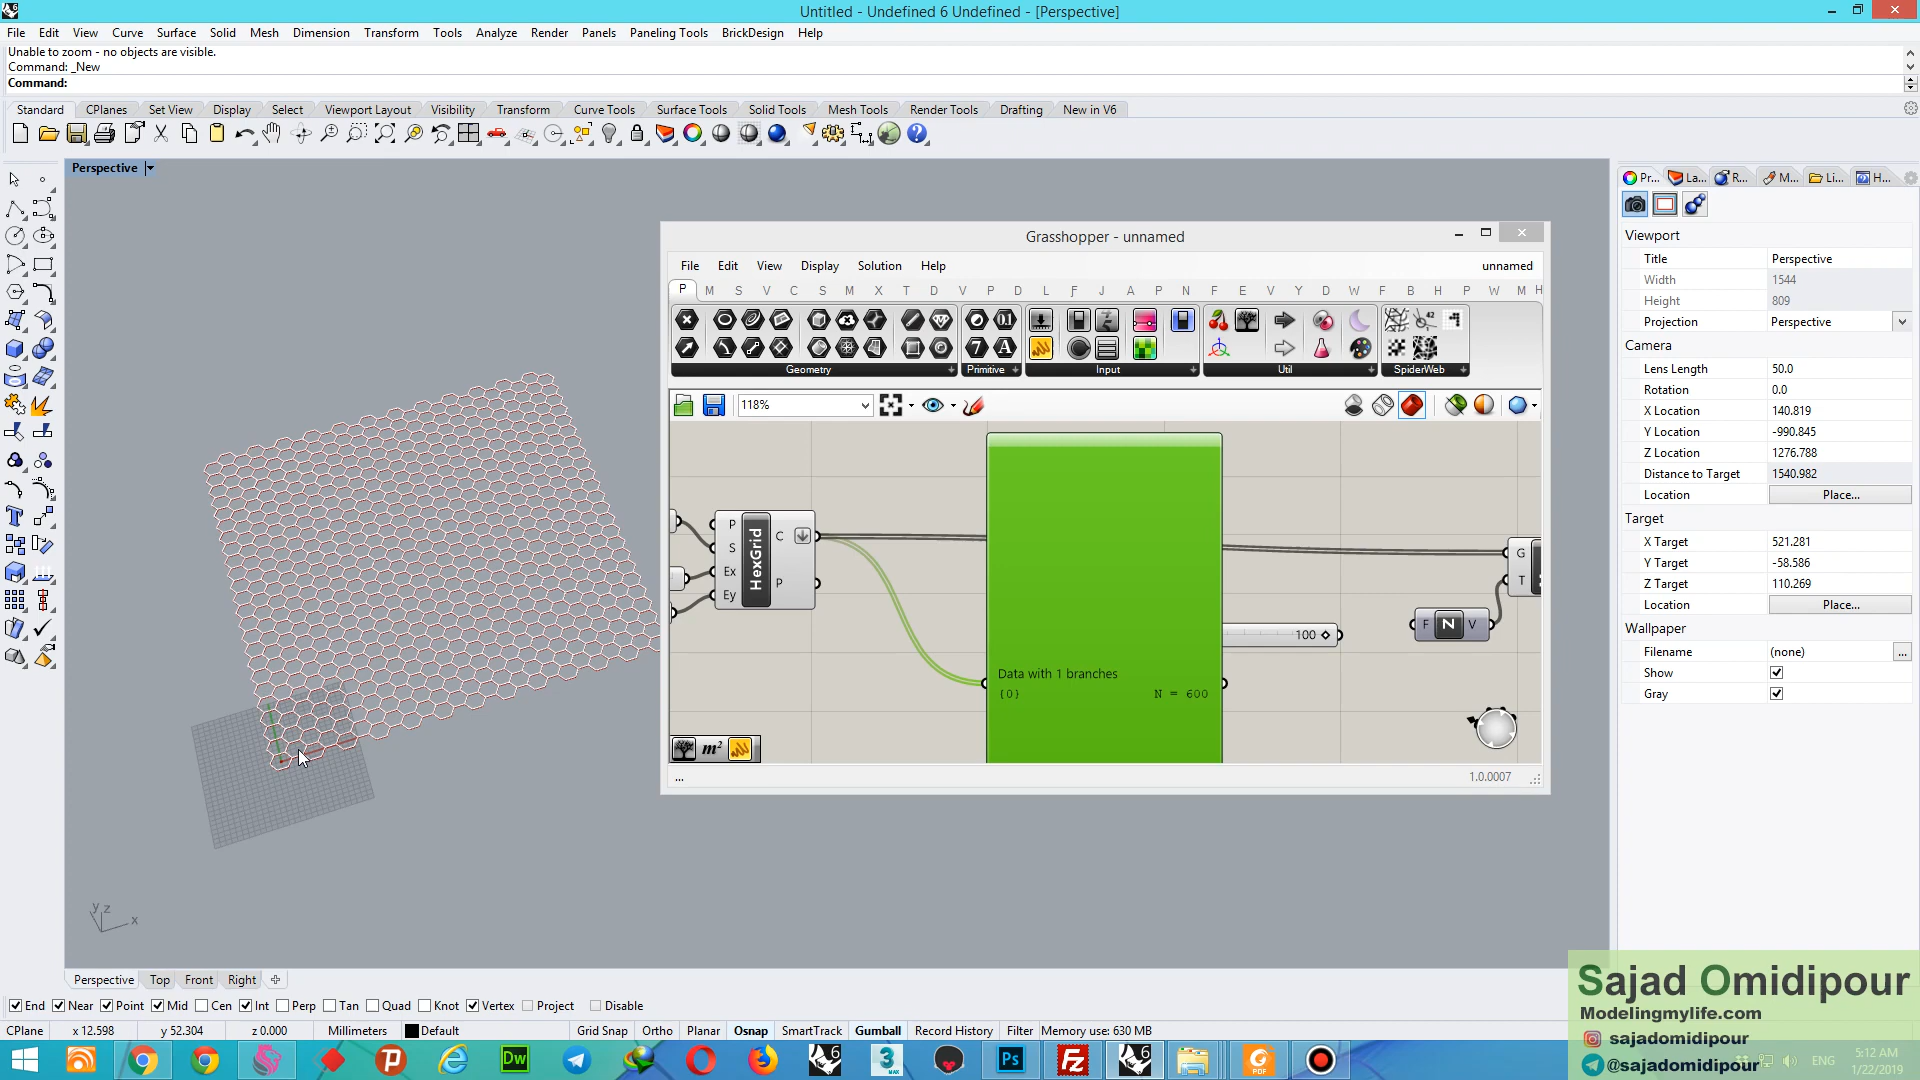 Untitled - Undefined 6 Undefined - [Perspective]
File Edit View Curve Surface Solid Mesh Dimension Transform Tools Analyze Render Panels Paneling Tools BrickDesign Help
Unable to zoom - no objects are visible.
Command: _New
Command:
Standard CPlanes Set View Display Select Viewport Layout Visibility Transform Curve Tools Surface Tools Solid Tools Mesh Tools Render Tools Drafting New in V6
Perspective
Pr... La... R... M... Li... H...
Viewport
Title Perspective
Width 1544
Height 809
Projection Perspective
Camera
Lens Length 50.0
Rotation 0.0
X Location 140.819
Y Location -990.845
Z Location 1276.788
Distance to Target 1540.982
Location Place...
Target
X Target 521.281
Y Target -58.586
Z Target 110.269
Location Place...
Wallpaper
Filename (none) ...
Show
Gray
Grasshopper - unnamed
File Edit View Display Solution Help unnamed
P M S V C S M X T D V P D L F J A P N U T F E V Y D W F B H P W M H
Geometry Primitive Input Util SpiderWeb
118%
P
S
Ex
Ey
HexGrid
C
P
Data with 1 branches
{0} N = 600
100
G
T
F N V
m²
... 1.0.0007
y z x
Perspective Top Front Right
End Near Point Mid Cen Int Perp Tan Quad Knot Vertex Project Disable
CPlane x 12.598 y 52.304 z 0.000 Millimeters Default Grid Snap Ortho Planar Osnap SmartTrack Gumball Record History Filter Memory use: 630 MB
Sajad Omidipour
Modelingmylife.com
sajadomidipour
@sajadomidipour
ENG 5:12 AM
1/22/2019